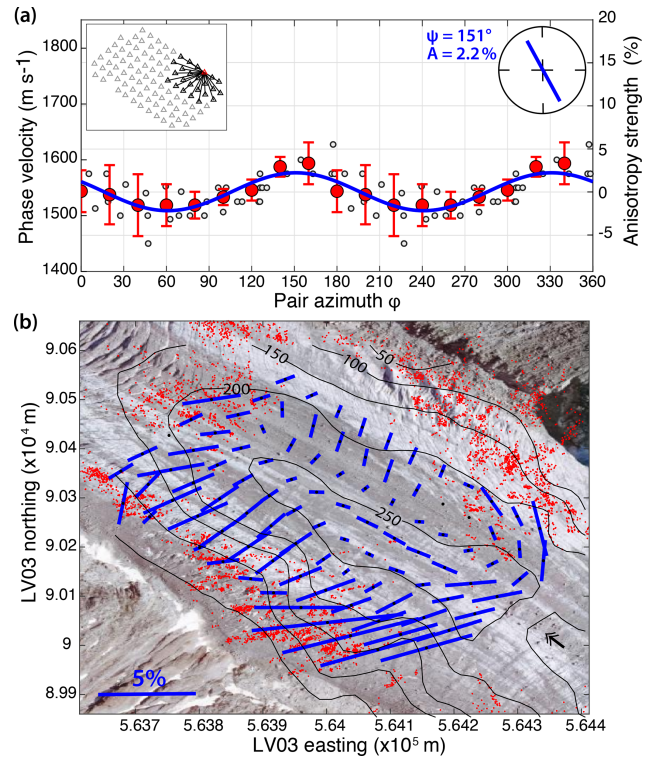 (a)
ψ = 151°
A = 2.2%
Phase velocity (m s-1)
1850
1700
1600
1500
1400
20
15
10
5
0
-5
Anisotropy strength (%)
0 30 60 90 120 150 180 210 240 270 300 330 360
Pair azimuth φ
(b)
LV03 northing (x10⁴ m)
9.06
9.05
9.04
9.03
9.02
9.01
9
8.99
50
100
150
200
250
5%
5.637 5.638 5.639 5.64 5.641 5.642 5.643 5.644
LV03 easting (x10⁵ m)